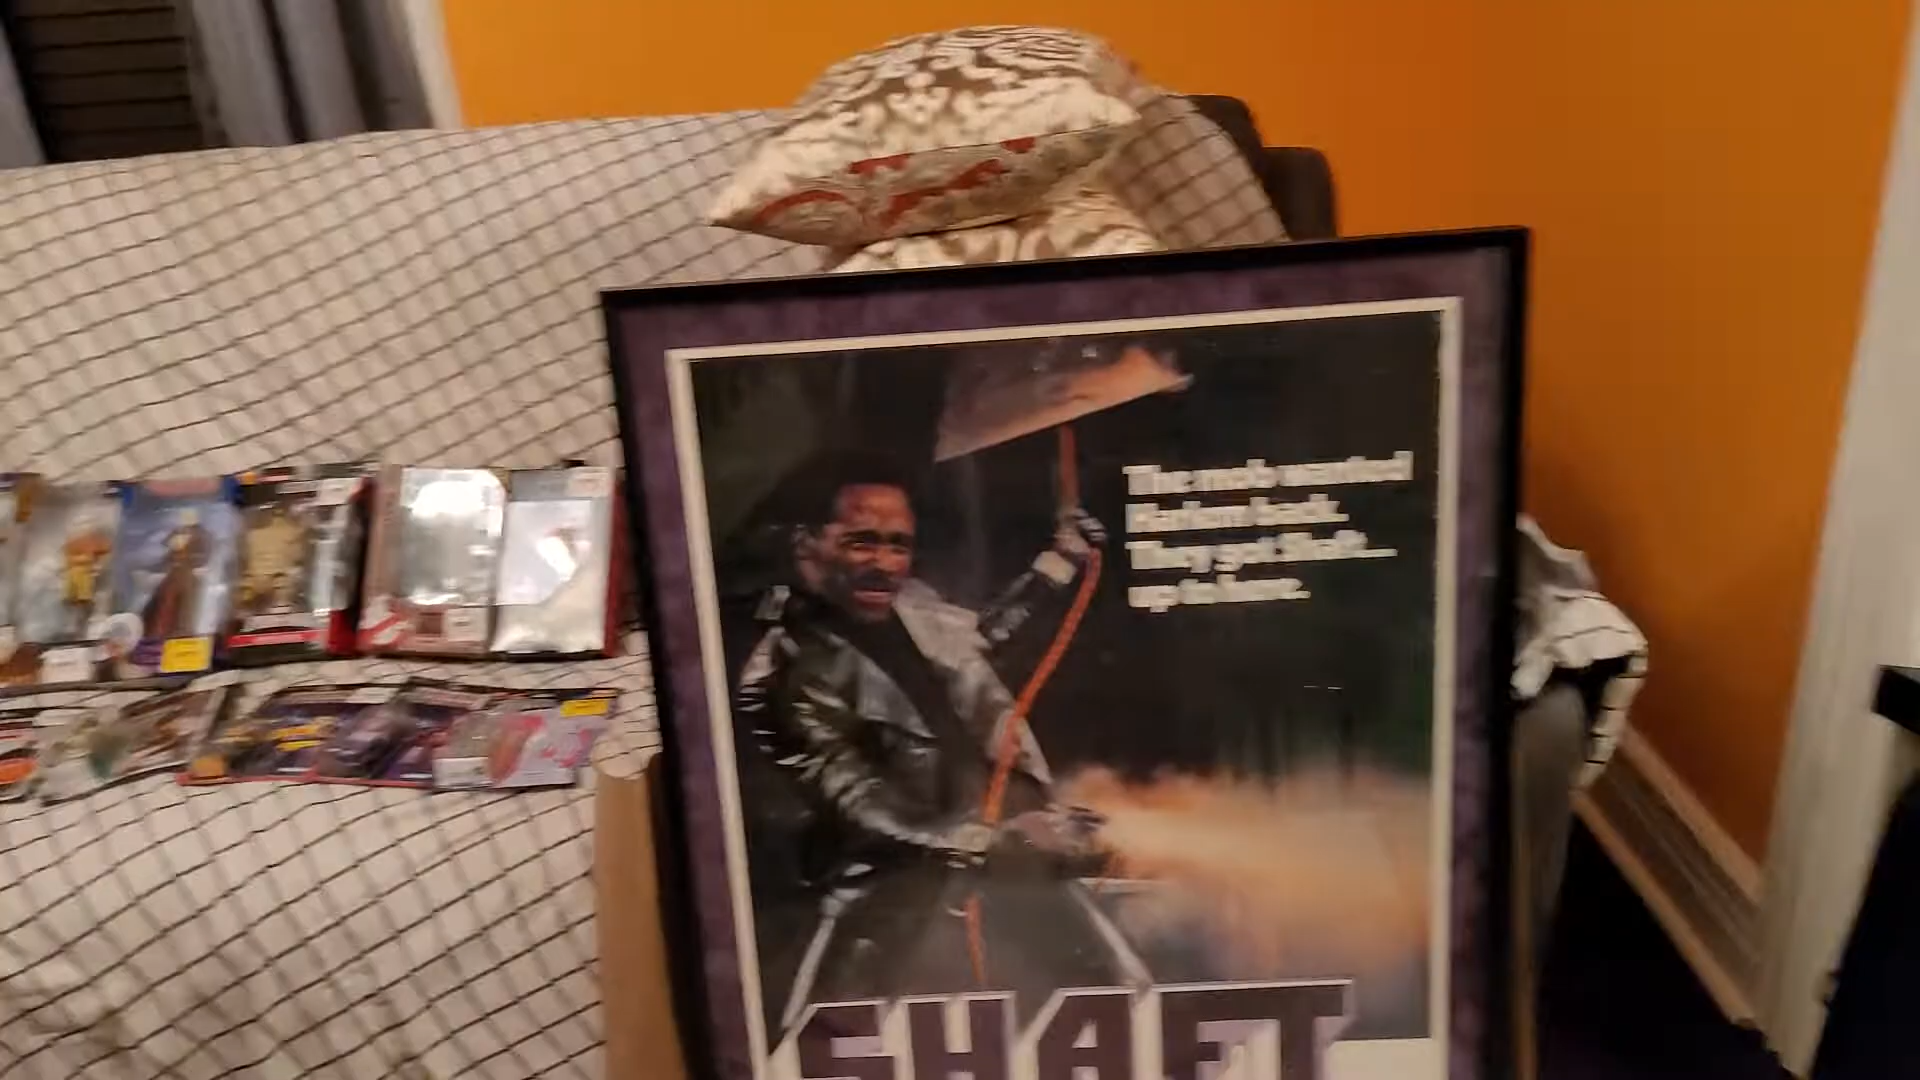 The mob wanted
Harlem back.
They got Shaft...
up to here.
SHAFT